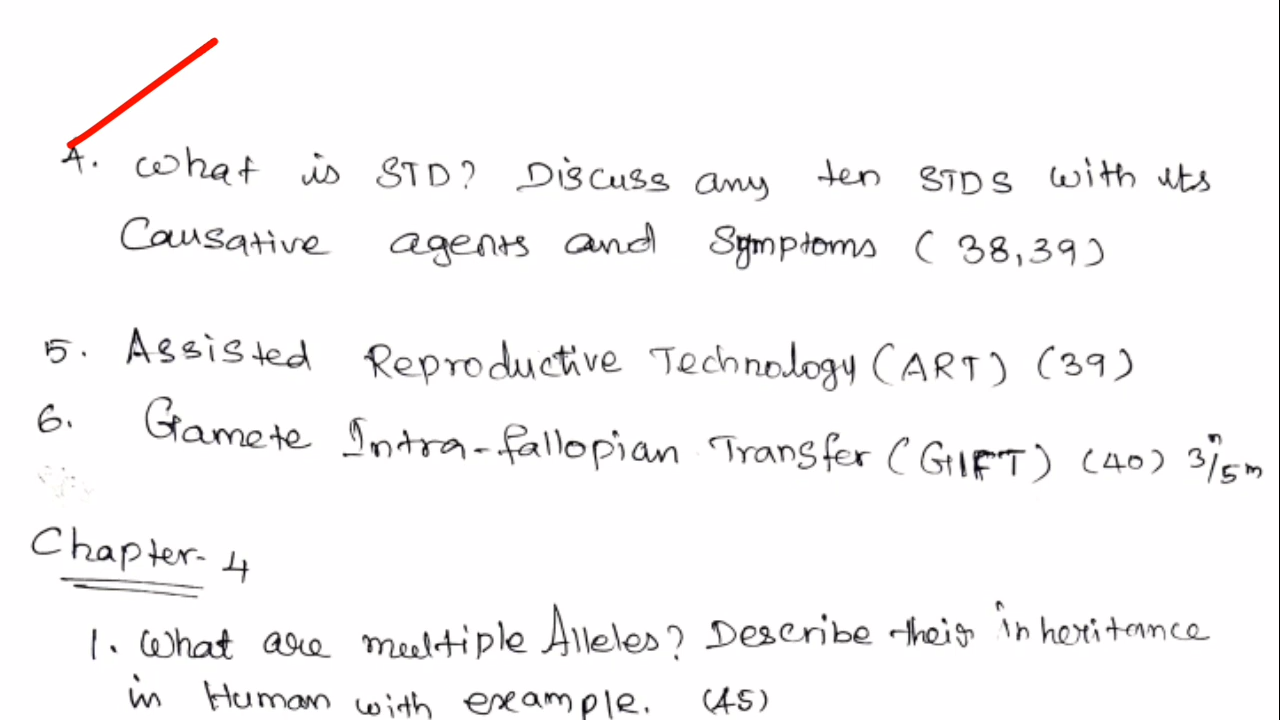 4. What is STD? Discuss any ten STDS with its
Causative agents and Symptoms (38,39)
5. Assisted Reproductive Technology (ART) (39)
6. Gamete Intra-fallopian Transfer (GIFT) (40) 3m/5m
Chapter-4
1. What are multiple Alleles? Describe their inheritance
in Human with example. (45)